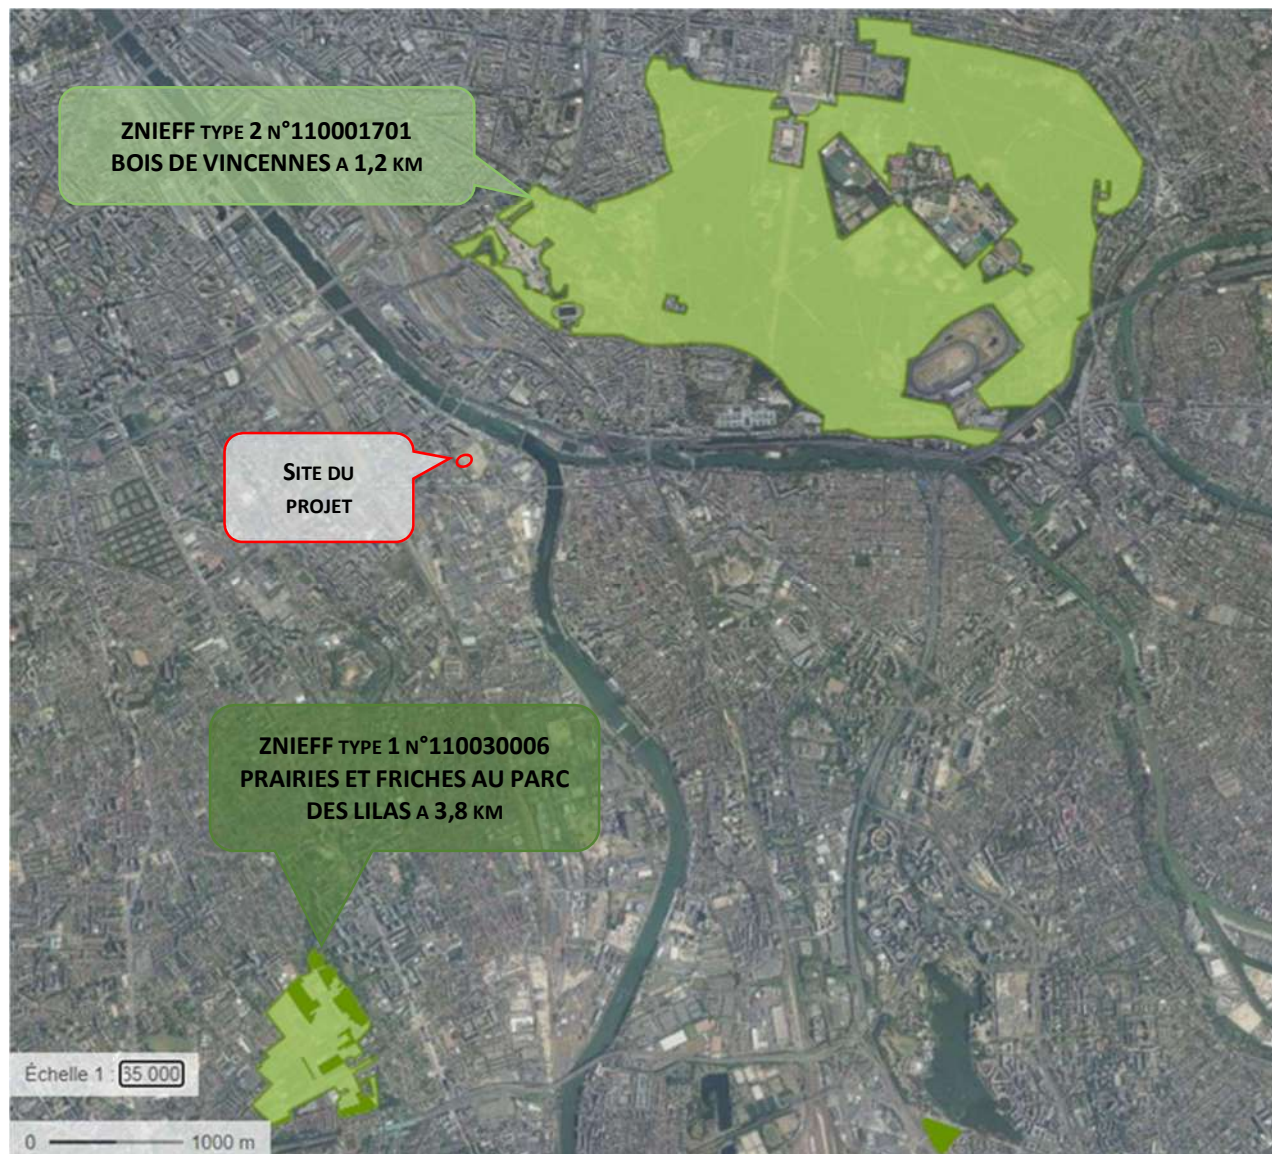 ZNIEFF TYPE 2 N°110001701
BOIS DE VINCENNES A 1,2 KM
SITE DU
PROJET
ZNIEFF TYPE 1 N°110030006
PRAIRIES ET FRICHES AU PARC
DES LILAS A 3,8 KM
Échelle 1 : 35 000
0 1000 m